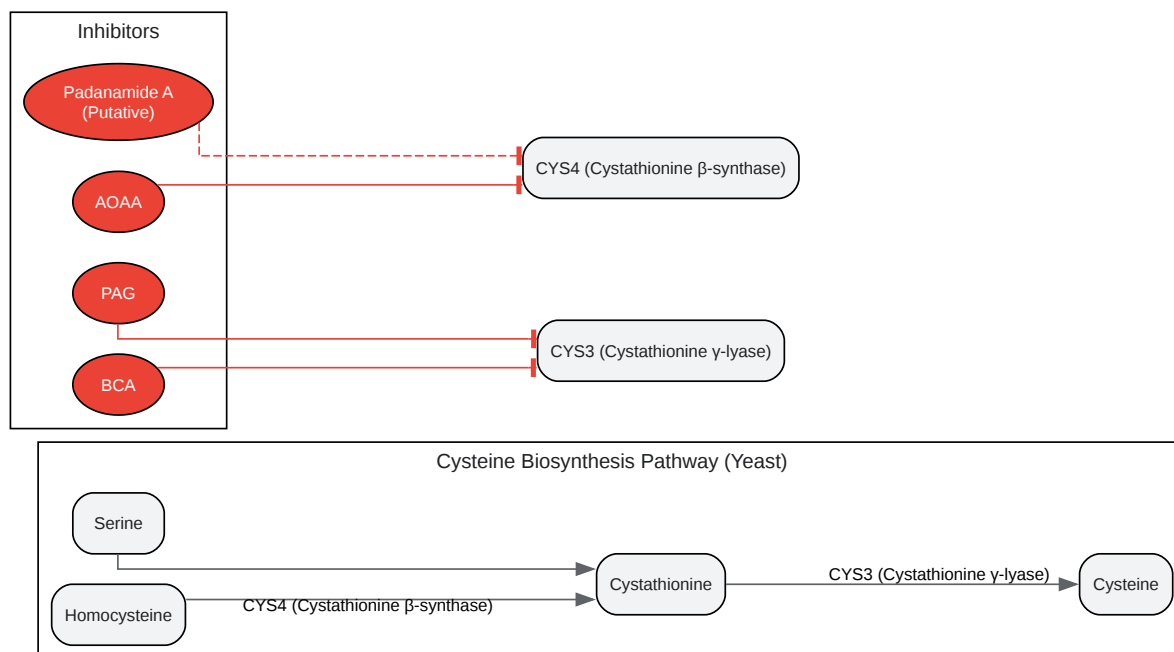 Inhibitors
Padanamide A
(Putative)
CYS4 (Cystathionine β-synthase)
AOAA
PAG
CYS3 (Cystathionine γ-lyase)
BCA
Cysteine Biosynthesis Pathway (Yeast)
Serine
Cystathionine
CYS3 (Cystathionine γ-lyase)
Cysteine
Homocysteine
CYS4 (Cystathionine β-synthase)